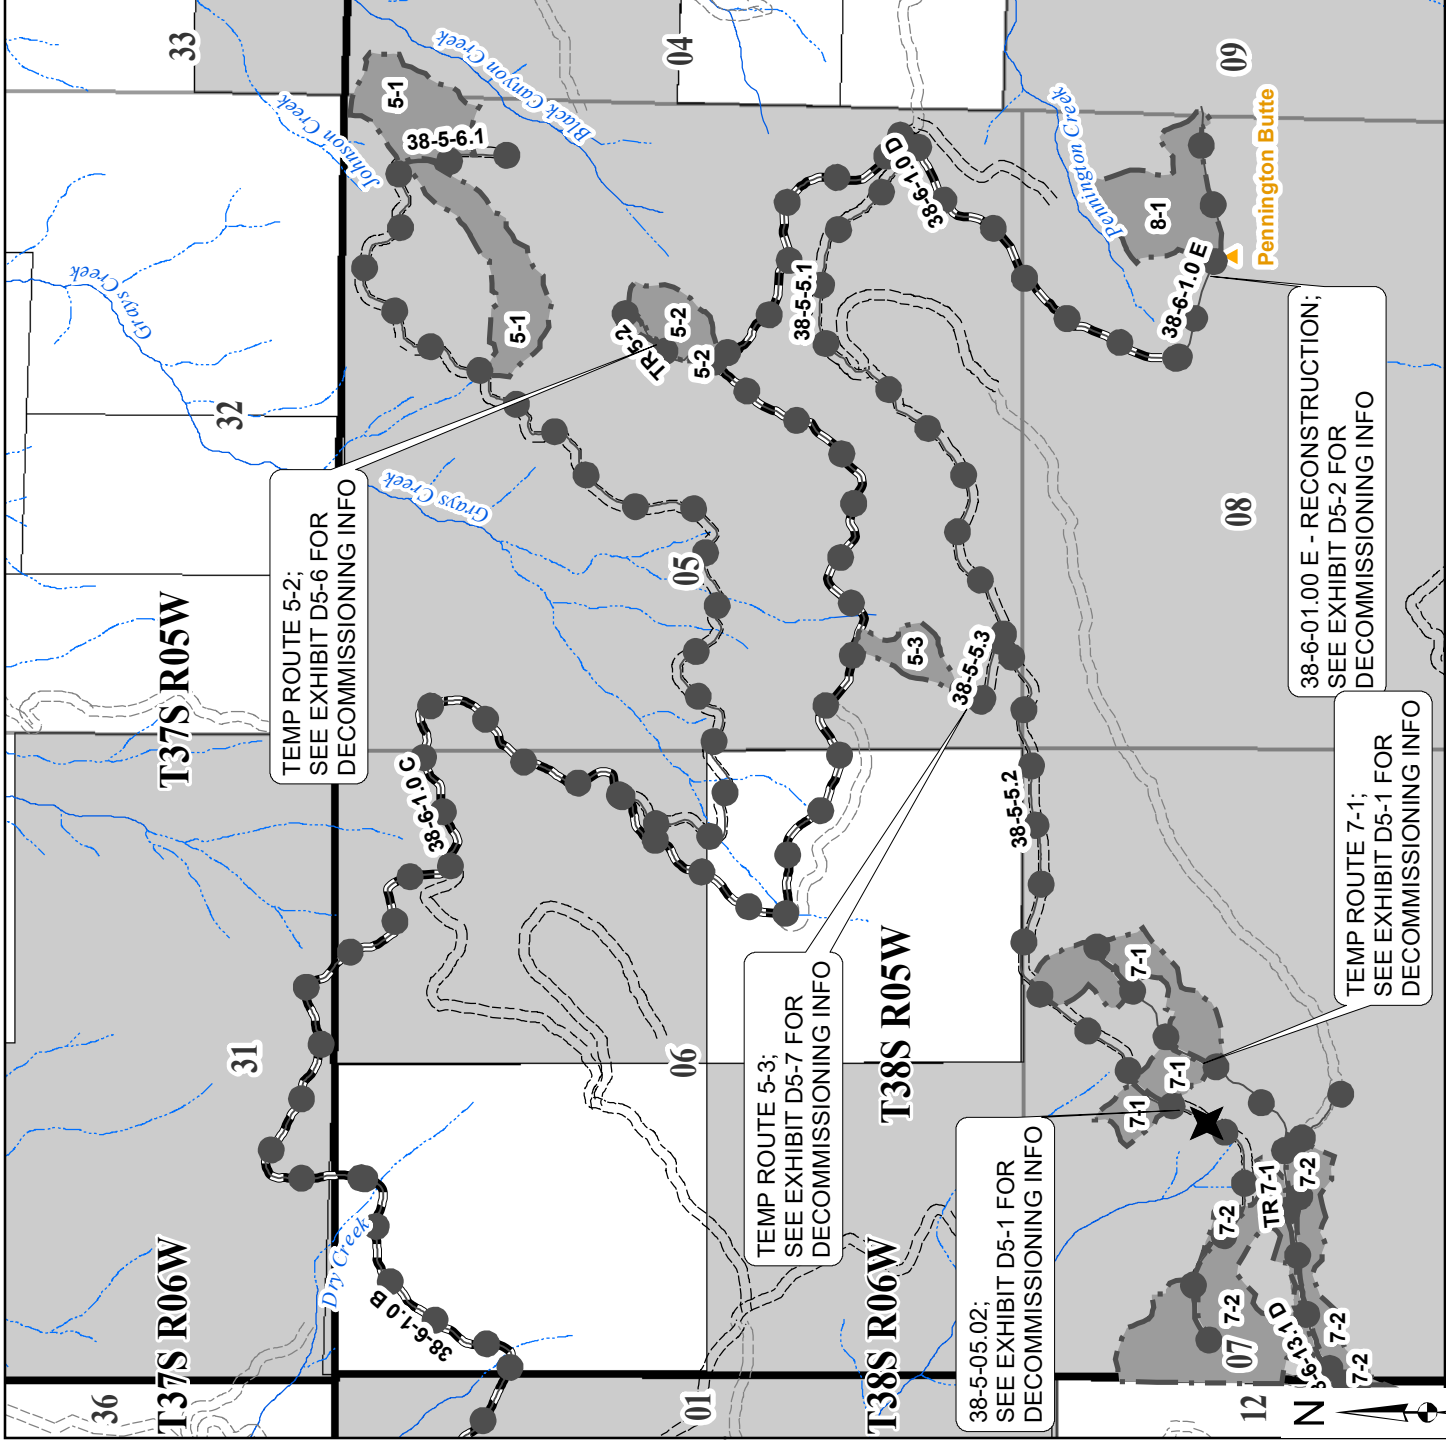 33
04
09
5-1
Johnson Creek
38-5-6.1
Black Canyon Creek
Pennington Creek
8-1
Pennington Butte
38-6-1.0 D
38-6-1.0 E
Grays Creek
32
5-1
TR 5-2
5-2
5-2
38-5-5.1
TEMP ROUTE 5-2;
SEE EXHIBIT D5-6 FOR
DECOMMISSIONING INFO
Grays Creek
05
08
38-6-01.00 E - RECONSTRUCTION;
SEE EXHIBIT D5-2 FOR
DECOMMISSIONING INFO
T37S R05W
5-3
38-5-5.3
38-6-1.0 C
38-5-5.2
TEMP ROUTE 7-1;
SEE EXHIBIT D5-1 FOR
DECOMMISSIONING INFO
31
06
TEMP ROUTE 5-3;
SEE EXHIBIT D5-7 FOR
DECOMMISSIONING INFO
T38S R05W
7-1
7-1
7-1
38-5-05.02;
SEE EXHIBIT D5-1 FOR
DECOMMISSIONING INFO
TR 7-1
7-2
7-2
Dry Creek
38-6-1.0 B
T37S R06W
T38S R06W
36
01
7-2
07
7-2
7-2
8-6-13.1 D
12
N